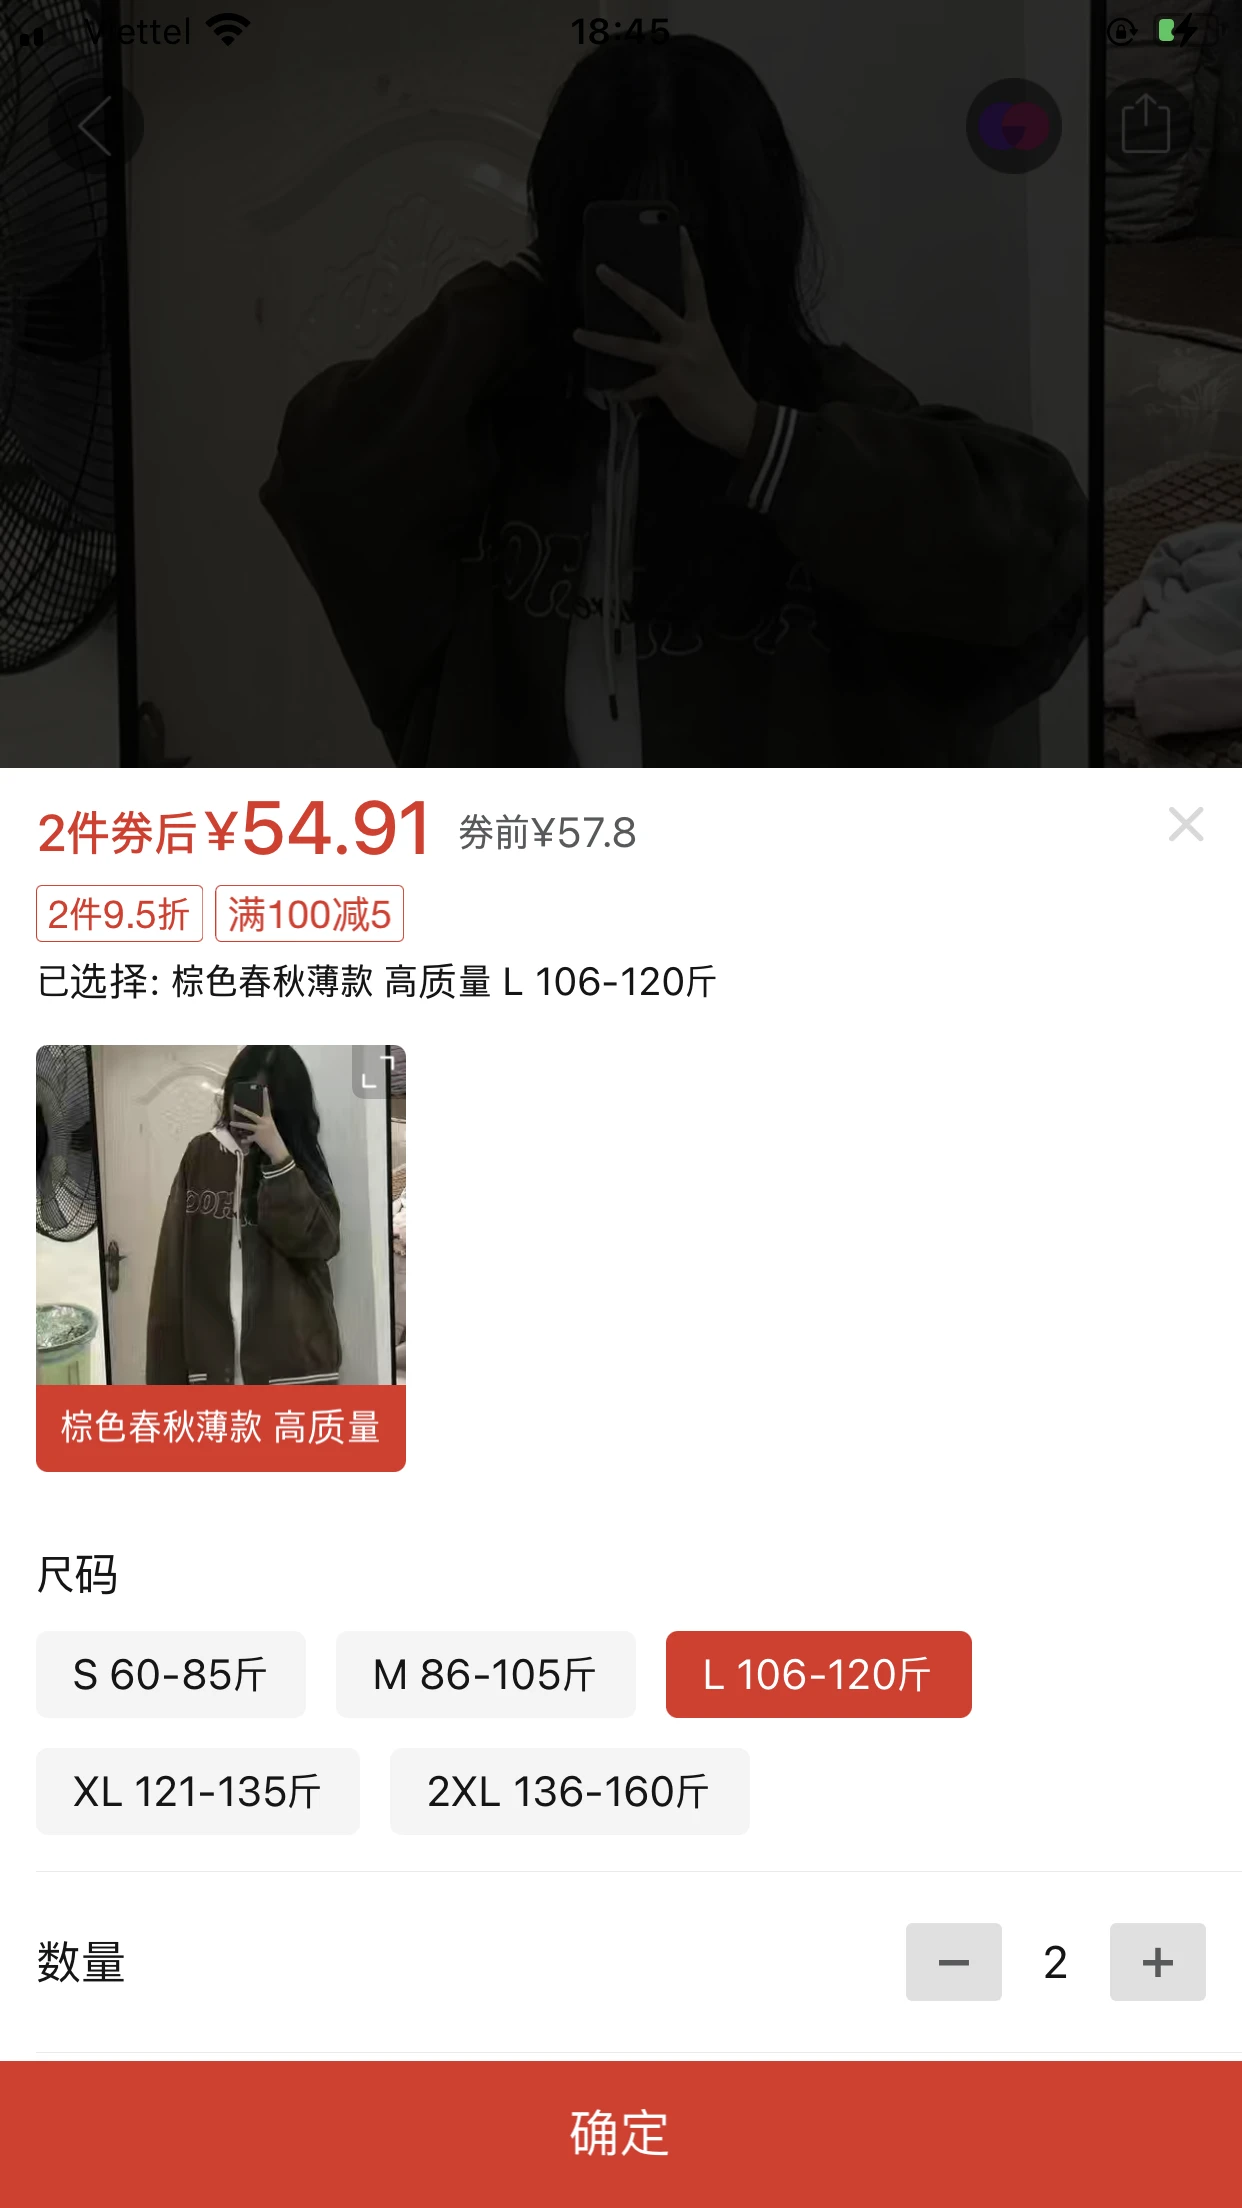 Viettel 18:45
2件券后¥54.91 券前¥57.8
2件9.5折 满100减5
已选择: 棕色春秋薄款 高质量 L 106-120斤
棕色春秋薄款 高质量
尺码
S 60-85斤 M 86-105斤 L 106-120斤
XL 121-135斤 2XL 136-160斤
数量 2
确定